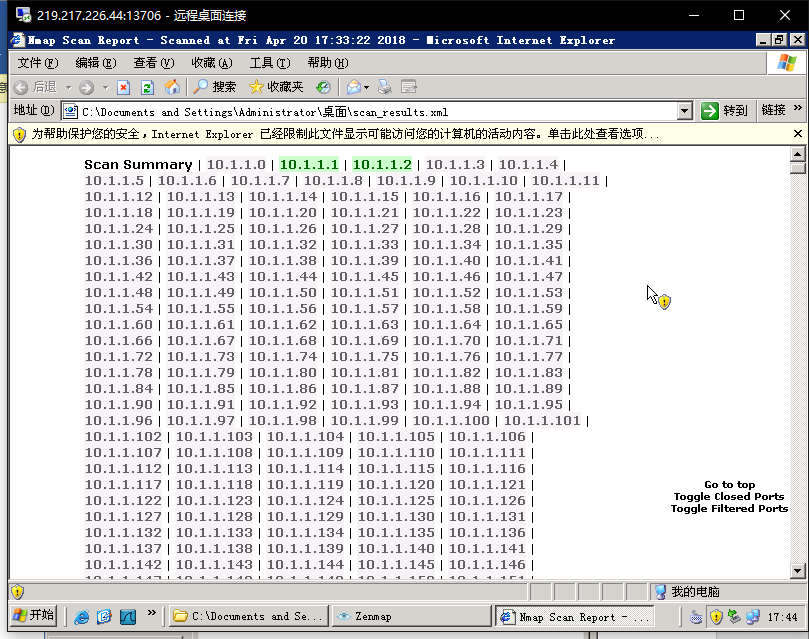 219.217.226.44:13706 - 远程桌面连接
Nmap Scan Report - Scanned at Fri Apr 20 17:33:22 2018 - Microsoft Internet Explorer
文件(F) 编辑(E) 查看(V) 收藏(A) 工具(T) 帮助(H)
后退 搜索 收藏夹
地址(D) C:\Documents and Settings\Administrator\桌面\scan_results.xml 转到 链接 »
为帮助保护您的安全，Internet Explorer 已经限制此文件显示可能访问您的计算机的活动内容。单击此处查看选项...
Scan Summary | 10.1.1.0 | 10.1.1.1 | 10.1.1.2 | 10.1.1.3 | 10.1.1.4 |
10.1.1.5 | 10.1.1.6 | 10.1.1.7 | 10.1.1.8 | 10.1.1.9 | 10.1.1.10 | 10.1.1.11 |
10.1.1.12 | 10.1.1.13 | 10.1.1.14 | 10.1.1.15 | 10.1.1.16 | 10.1.1.17 |
10.1.1.18 | 10.1.1.19 | 10.1.1.20 | 10.1.1.21 | 10.1.1.22 | 10.1.1.23 |
10.1.1.24 | 10.1.1.25 | 10.1.1.26 | 10.1.1.27 | 10.1.1.28 | 10.1.1.29 |
10.1.1.30 | 10.1.1.31 | 10.1.1.32 | 10.1.1.33 | 10.1.1.34 | 10.1.1.35 |
10.1.1.36 | 10.1.1.37 | 10.1.1.38 | 10.1.1.39 | 10.1.1.40 | 10.1.1.41 |
10.1.1.42 | 10.1.1.43 | 10.1.1.44 | 10.1.1.45 | 10.1.1.46 | 10.1.1.47 |
10.1.1.48 | 10.1.1.49 | 10.1.1.50 | 10.1.1.51 | 10.1.1.52 | 10.1.1.53 |
10.1.1.54 | 10.1.1.55 | 10.1.1.56 | 10.1.1.57 | 10.1.1.58 | 10.1.1.59 |
10.1.1.60 | 10.1.1.61 | 10.1.1.62 | 10.1.1.63 | 10.1.1.64 | 10.1.1.65 |
10.1.1.66 | 10.1.1.67 | 10.1.1.68 | 10.1.1.69 | 10.1.1.70 | 10.1.1.71 |
10.1.1.72 | 10.1.1.73 | 10.1.1.74 | 10.1.1.75 | 10.1.1.76 | 10.1.1.77 |
10.1.1.78 | 10.1.1.79 | 10.1.1.80 | 10.1.1.81 | 10.1.1.82 | 10.1.1.83 |
10.1.1.84 | 10.1.1.85 | 10.1.1.86 | 10.1.1.87 | 10.1.1.88 | 10.1.1.89 |
10.1.1.90 | 10.1.1.91 | 10.1.1.92 | 10.1.1.93 | 10.1.1.94 | 10.1.1.95 |
10.1.1.96 | 10.1.1.97 | 10.1.1.98 | 10.1.1.99 | 10.1.1.100 | 10.1.1.101 |
10.1.1.102 | 10.1.1.103 | 10.1.1.104 | 10.1.1.105 | 10.1.1.106 |
10.1.1.107 | 10.1.1.108 | 10.1.1.109 | 10.1.1.110 | 10.1.1.111 |
10.1.1.112 | 10.1.1.113 | 10.1.1.114 | 10.1.1.115 | 10.1.1.116 |
10.1.1.117 | 10.1.1.118 | 10.1.1.119 | 10.1.1.120 | 10.1.1.121 |
10.1.1.122 | 10.1.1.123 | 10.1.1.124 | 10.1.1.125 | 10.1.1.126 |
10.1.1.127 | 10.1.1.128 | 10.1.1.129 | 10.1.1.130 | 10.1.1.131 |
10.1.1.132 | 10.1.1.133 | 10.1.1.134 | 10.1.1.135 | 10.1.1.136 |
10.1.1.137 | 10.1.1.138 | 10.1.1.139 | 10.1.1.140 | 10.1.1.141 |
10.1.1.142 | 10.1.1.143 | 10.1.1.144 | 10.1.1.145 | 10.1.1.146 |
Go to top
Toggle Closed Ports
Toggle Filtered Ports
我的电脑
开始 » C:\Documents and Se... Zenmap Nmap Scan Report - ... 17:44